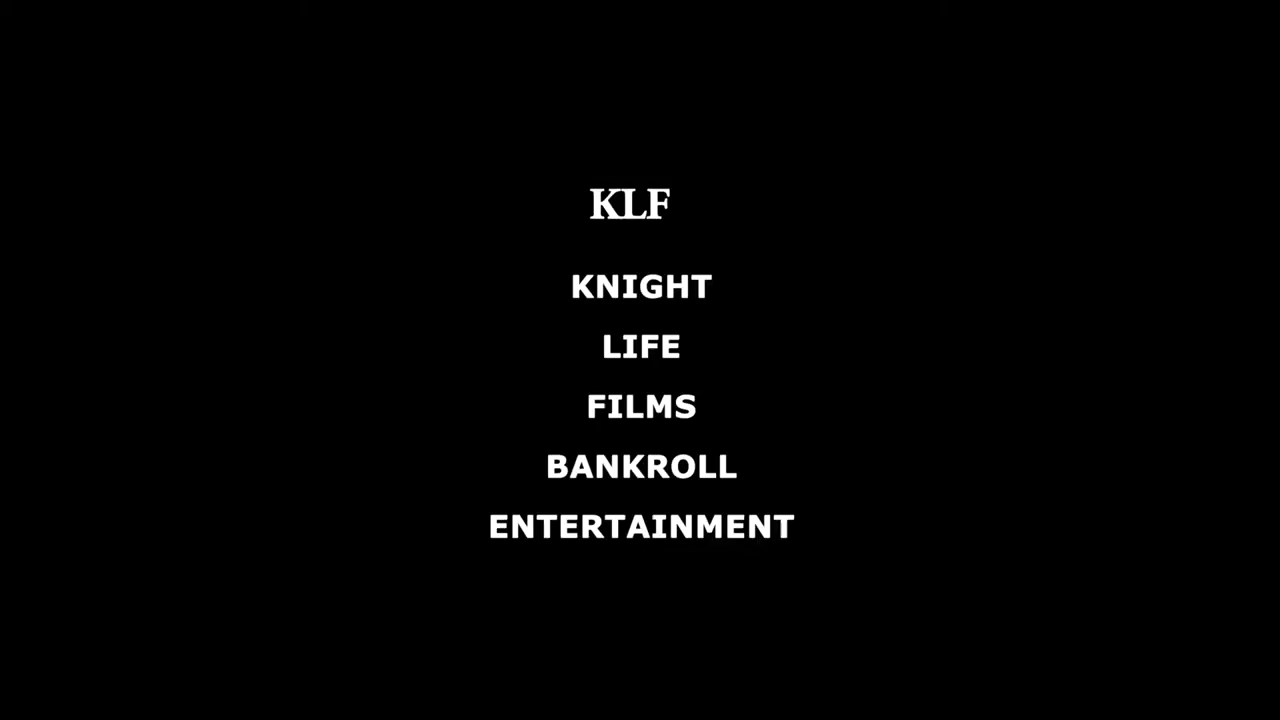 KLF
KNIGHT
LIFE
FILMS
BANKROLL
ENTERTAINMENT